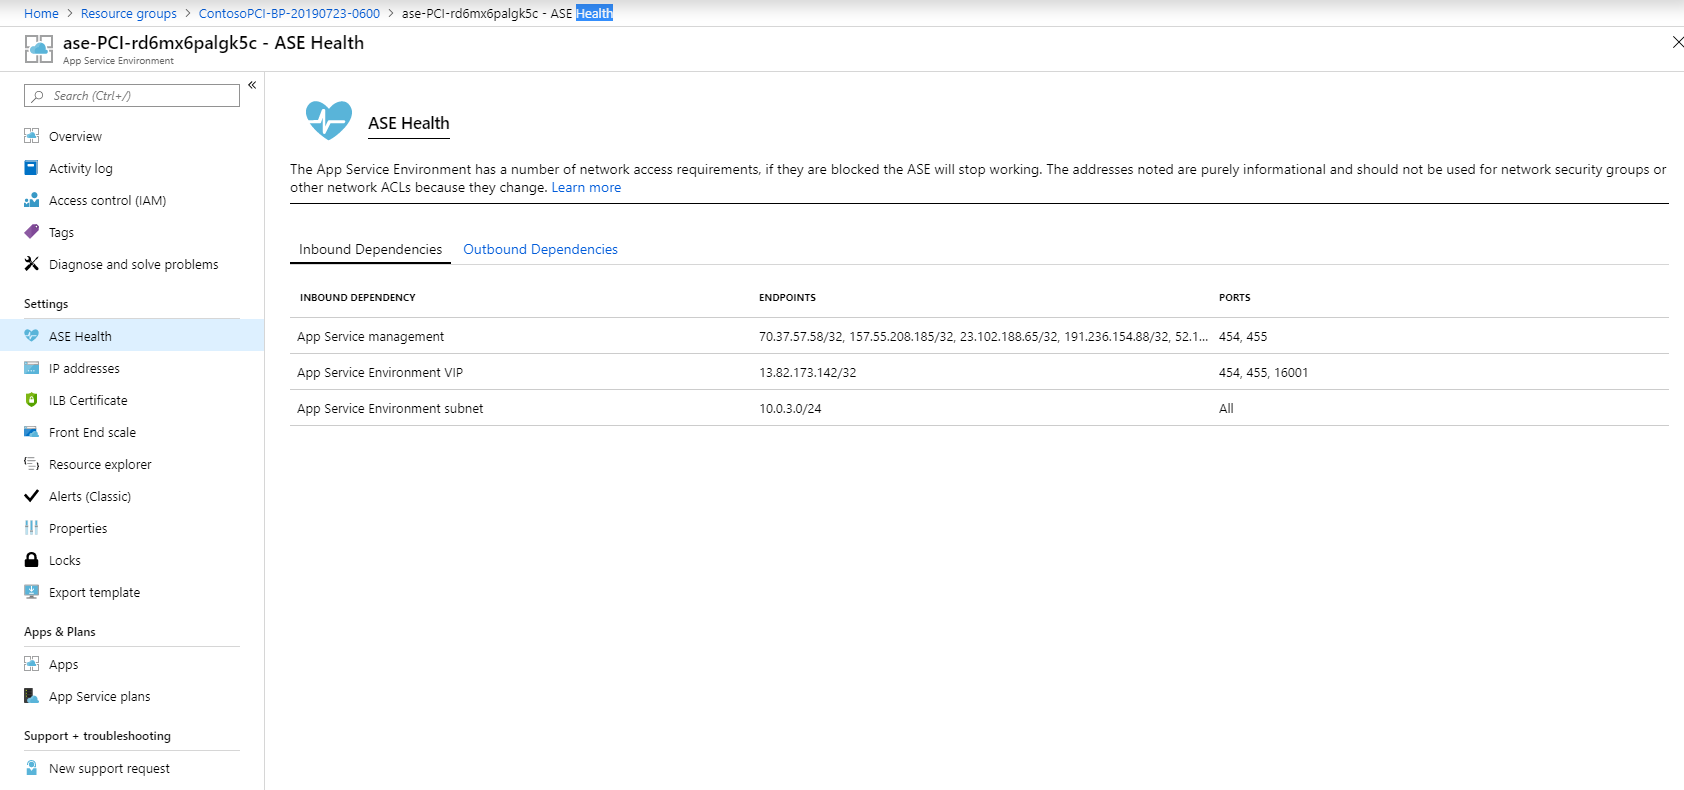 Home > Resource groups > ContosoPCI-BP-20190723-0600 > ase-PCI-rd6mx6palgk5c - ASE Health
ase-PCI-rd6mx6palgk5c - ASE Health
App Service Environment
Search (Ctrl+/)
Overview
Activity log
Access control (IAM)
Tags
Diagnose and solve problems
Settings
ASE Health
IP addresses
ILB Certificate
Front End scale
Resource explorer
Alerts (Classic)
Properties
Locks
Export template
Apps & Plans
Apps
App Service plans
Support + troubleshooting
New support request
ASE Health
The App Service Environment has a number of network access requirements, if they are blocked the ASE will stop working. The addresses noted are purely informational and should not be used for network security groups or
other network ACLs because they change. Learn more
Inbound Dependencies Outbound Dependencies
INBOUND DEPENDENCY ENDPOINTS PORTS
App Service management 70.37.57.58/32, 157.55.208.185/32, 23.102.188.65/32, 191.236.154.88/32, 52.1... 454, 455
App Service Environment VIP 13.82.173.142/32 454, 455, 16001
App Service Environment subnet 10.0.3.0/24 All